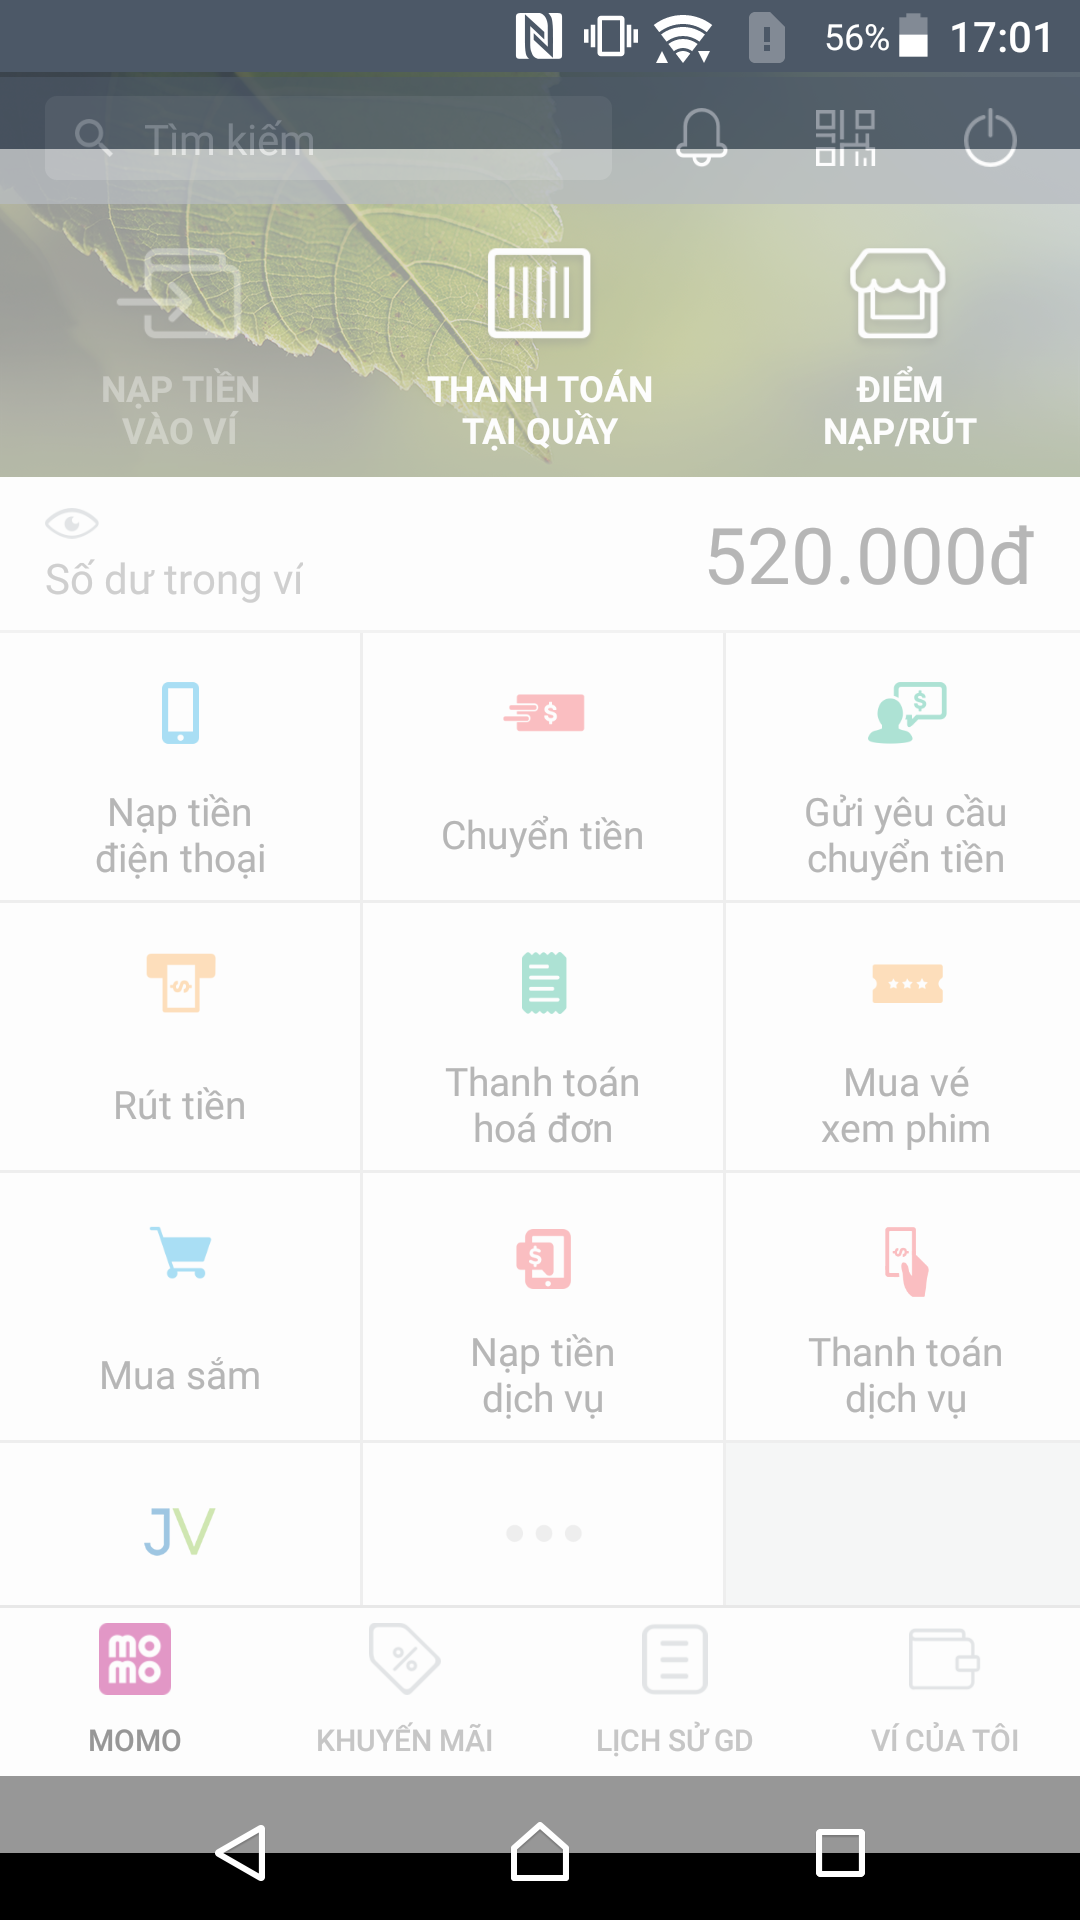 56% 17:01
Tìm kiếm
NẠP TIỀN
VÀO VÍ
THANH TOÁN
TẠI QUẦY
ĐIỂM
NẠP/RÚT
Số dư trong ví
520.000đ
Nạp tiền
điện thoại
Chuyển tiền
Gửi yêu cầu
chuyển tiền
Rút tiền
Thanh toán
hoá đơn
Mua vé
xem phim
Mua sắm
Nạp tiền
dịch vụ
Thanh toán
dịch vụ
JV
mo
mo
MOMO
KHUYẾN MÃI
LỊCH SỬ GD
VÍ CỦA TÔI